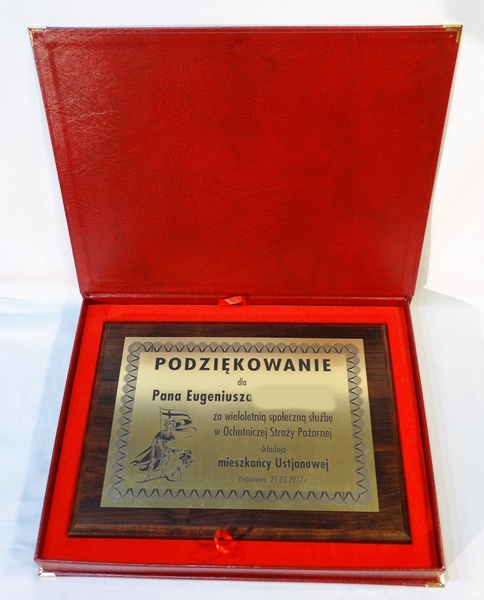 PODZIĘKOWANIE
dla
Pana Eugeniusza
za wieloletnią społeczną służbę
w Ochotniczej Straży Pożarnej
składają
mieszkańcy Ustjanowej
Ustjanowa, 25.03.2017 r.